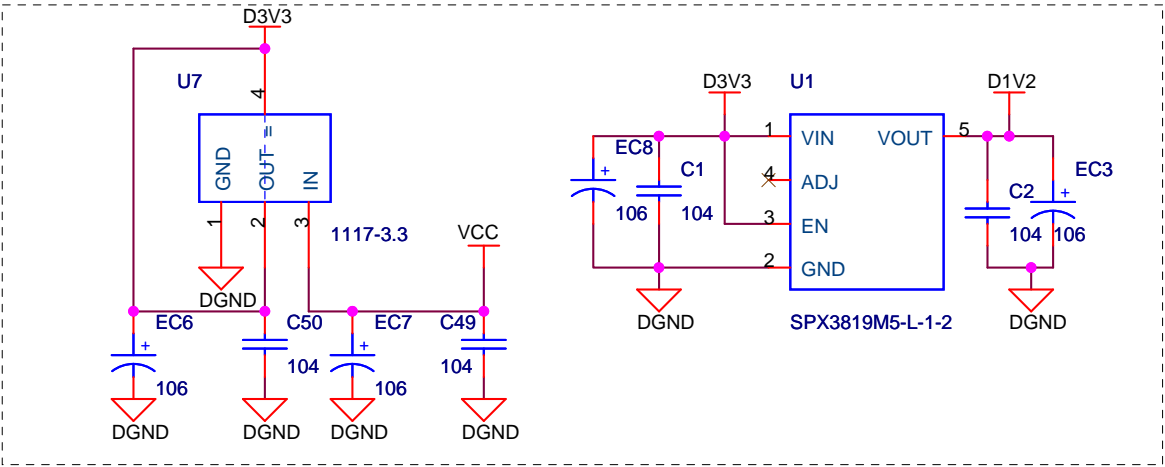 D3V3
U7
4
GND
OUT =
IN
1
2
3
1117-3.3
VCC
DGND
EC6
C50
EC7
C49
+
104
+
104
106
106
DGND
DGND
DGND
DGND
D3V3
U1
D1V2
1
VIN
VOUT
5
EC8
+
C1
4
ADJ
EC3
+
106
104
C2
3
EN
104
106
2
GND
DGND
SPX3819M5-L-1-2
DGND